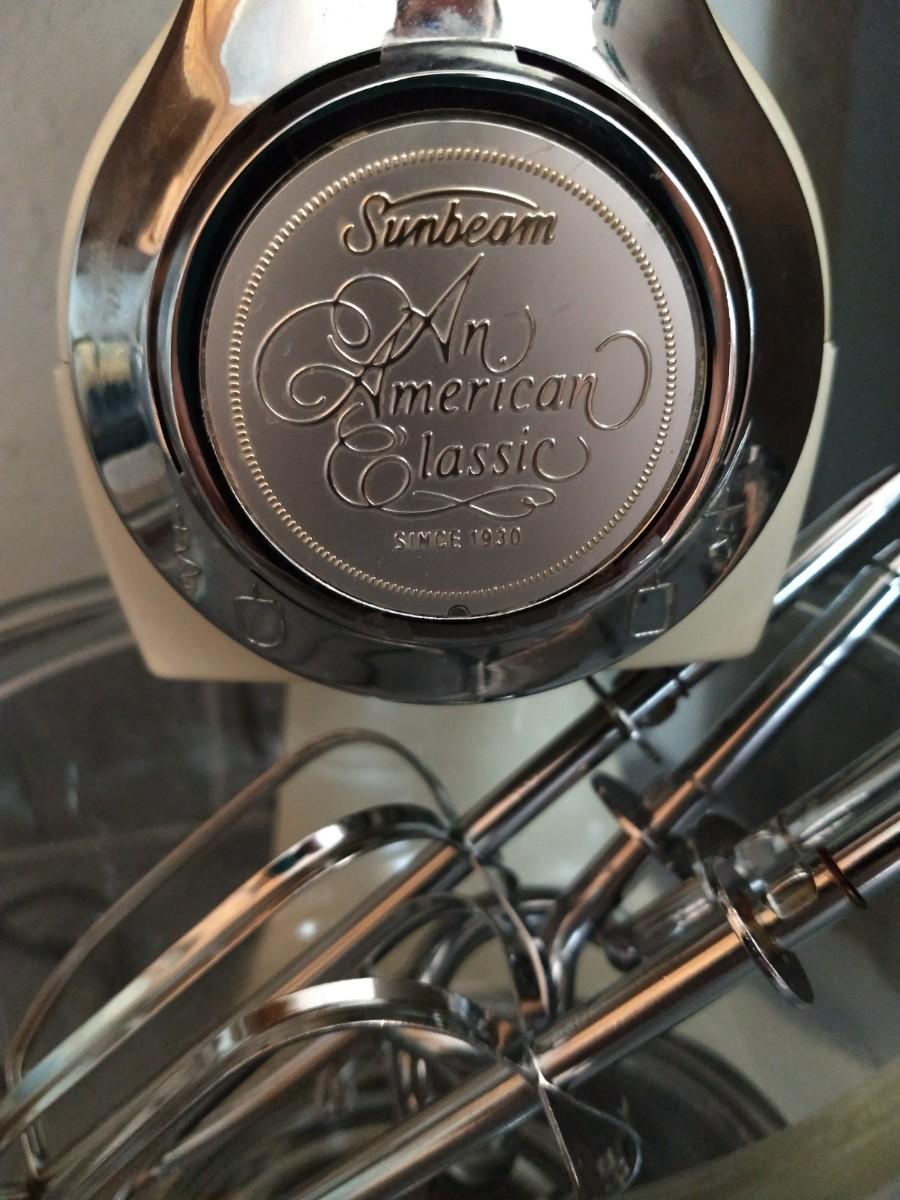 Sunbeam
An
American
Classic
SINCE 1930